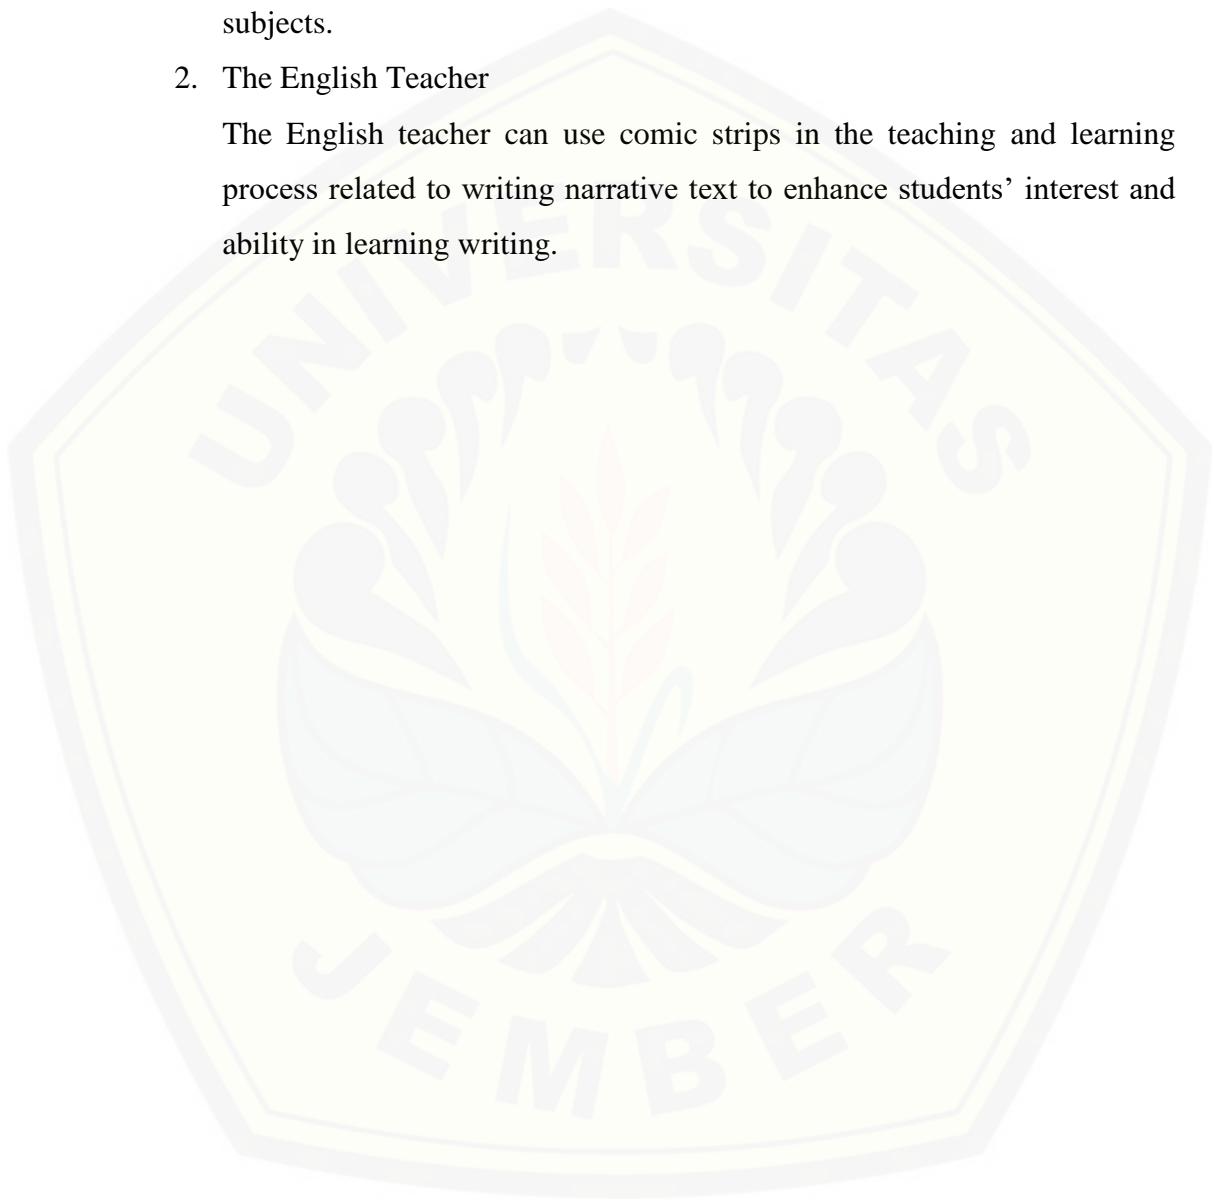 subjects.
2. The English Teacher
The English teacher can use comic strips in the teaching and learning
process related to writing narrative text to enhance students’ interest and
ability in learning writing.
UNIVERSITAS
JEMBER